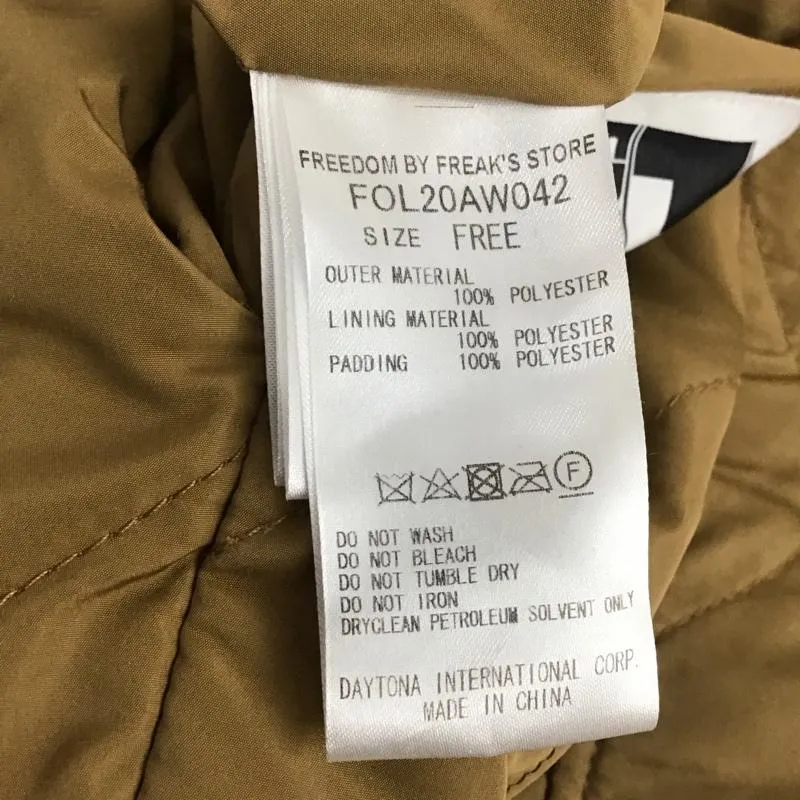 FREEDOM BY FREAK'S STORE
FOL20AW042
SIZE FREE
OUTER MATERIAL
100% POLYESTER
LINING MATERIAL
100% POLYESTER
PADDING 100% POLYESTER
F
DO NOT WASH
DO NOT BLEACH
DO NOT TUMBLE DRY
DO NOT IRON
DRYCLEAN PETROLEUM SOLVENT ONLY
DAYTONA INTERNATIONAL CORP.
MADE IN CHINA